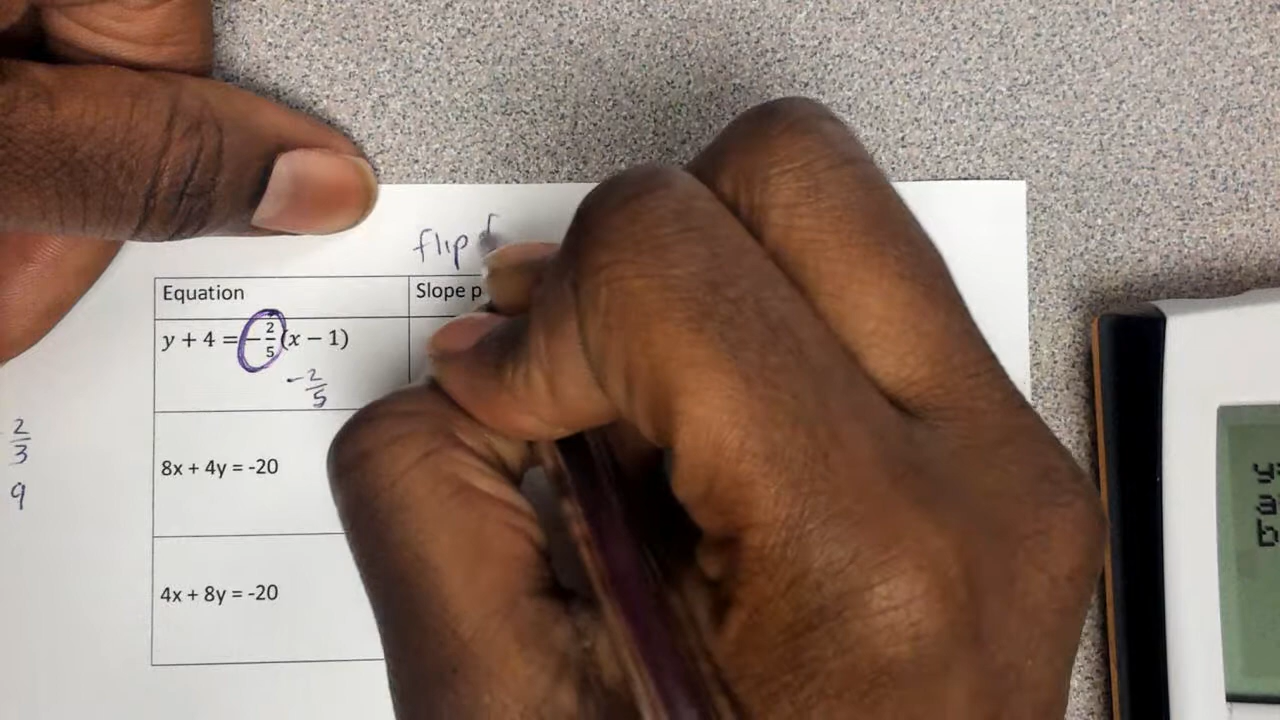 flip
Equation
Slope p
y + 4 = -2/5(x − 1)
-2/5
8x + 4y = -20
4x + 8y = -20
2/3
9